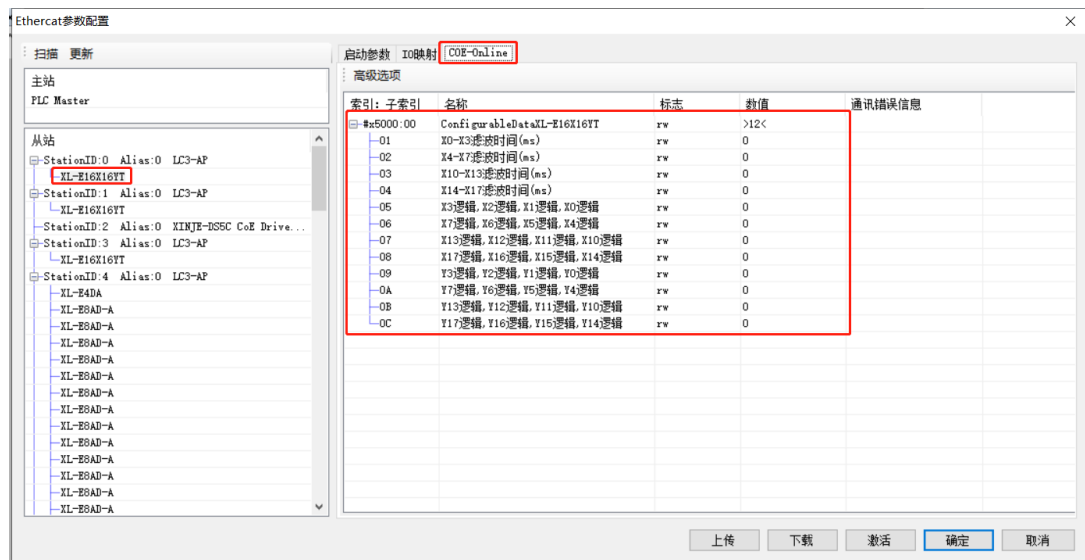 Ethercat参数配置
扫描 更新
启动参数 IO映射 COE-Online
高级选项
主站
PLC Master
从站
StationID:0 Alias:0 LC3-AP
XL-E16X16YT
StationID:1 Alias:0 LC3-AP
XL-E16X16YT
StationID:2 Alias:0 XINJE-DS5C CoE Drive...
StationID:3 Alias:0 LC3-AP
XL-E16X16YT
StationID:4 Alias:0 LC3-AP
XL-E4DA
XL-E8AD-A
XL-E8AD-A
XL-E8AD-A
XL-E8AD-A
XL-E8AD-A
XL-E8AD-A
XL-E8AD-A
XL-E8AD-A
XL-E8AD-A
XL-E8AD-A
XL-E8AD-A
XL-E8AD-A
XL-E8AD-A
索引: 子索引 名称 标志 数值 通讯错误信息
#x5000:00 ConfigurableDataXL-E16X16YT rw >12<
01 X0-X3滤波时间(ms) rw 0
02 X4-X7滤波时间(ms) rw 0
03 X10-X13滤波时间(ms) rw 0
04 X14-X17滤波时间(ms) rw 0
05 X3逻辑,X2逻辑,X1逻辑,X0逻辑 rw 0
06 X7逻辑,X6逻辑,X5逻辑,X4逻辑 rw 0
07 X13逻辑,X12逻辑,X11逻辑,X10逻辑 rw 0
08 X17逻辑,X16逻辑,X15逻辑,X14逻辑 rw 0
09 Y3逻辑,Y2逻辑,Y1逻辑,Y0逻辑 rw 0
0A Y7逻辑,Y6逻辑,Y5逻辑,Y4逻辑 rw 0
0B Y13逻辑,Y12逻辑,Y11逻辑,Y10逻辑 rw 0
0C Y17逻辑,Y16逻辑,Y15逻辑,Y14逻辑 rw 0
上传 下载 激活 确定 取消